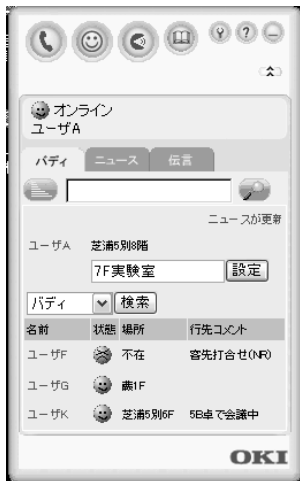 オンライン
ユーザA
バディ ニュース 伝言
ニュースが更新
ユーザA 芝浦5別8階
7F実験室 設定
バディ 検索
名前 状態 場所 行先コメント
ユーザF 不在 客先打合せ(NR)
ユーザG 蕨1F
ユーザK 芝浦5別6F 5B卓で会議中
OKI